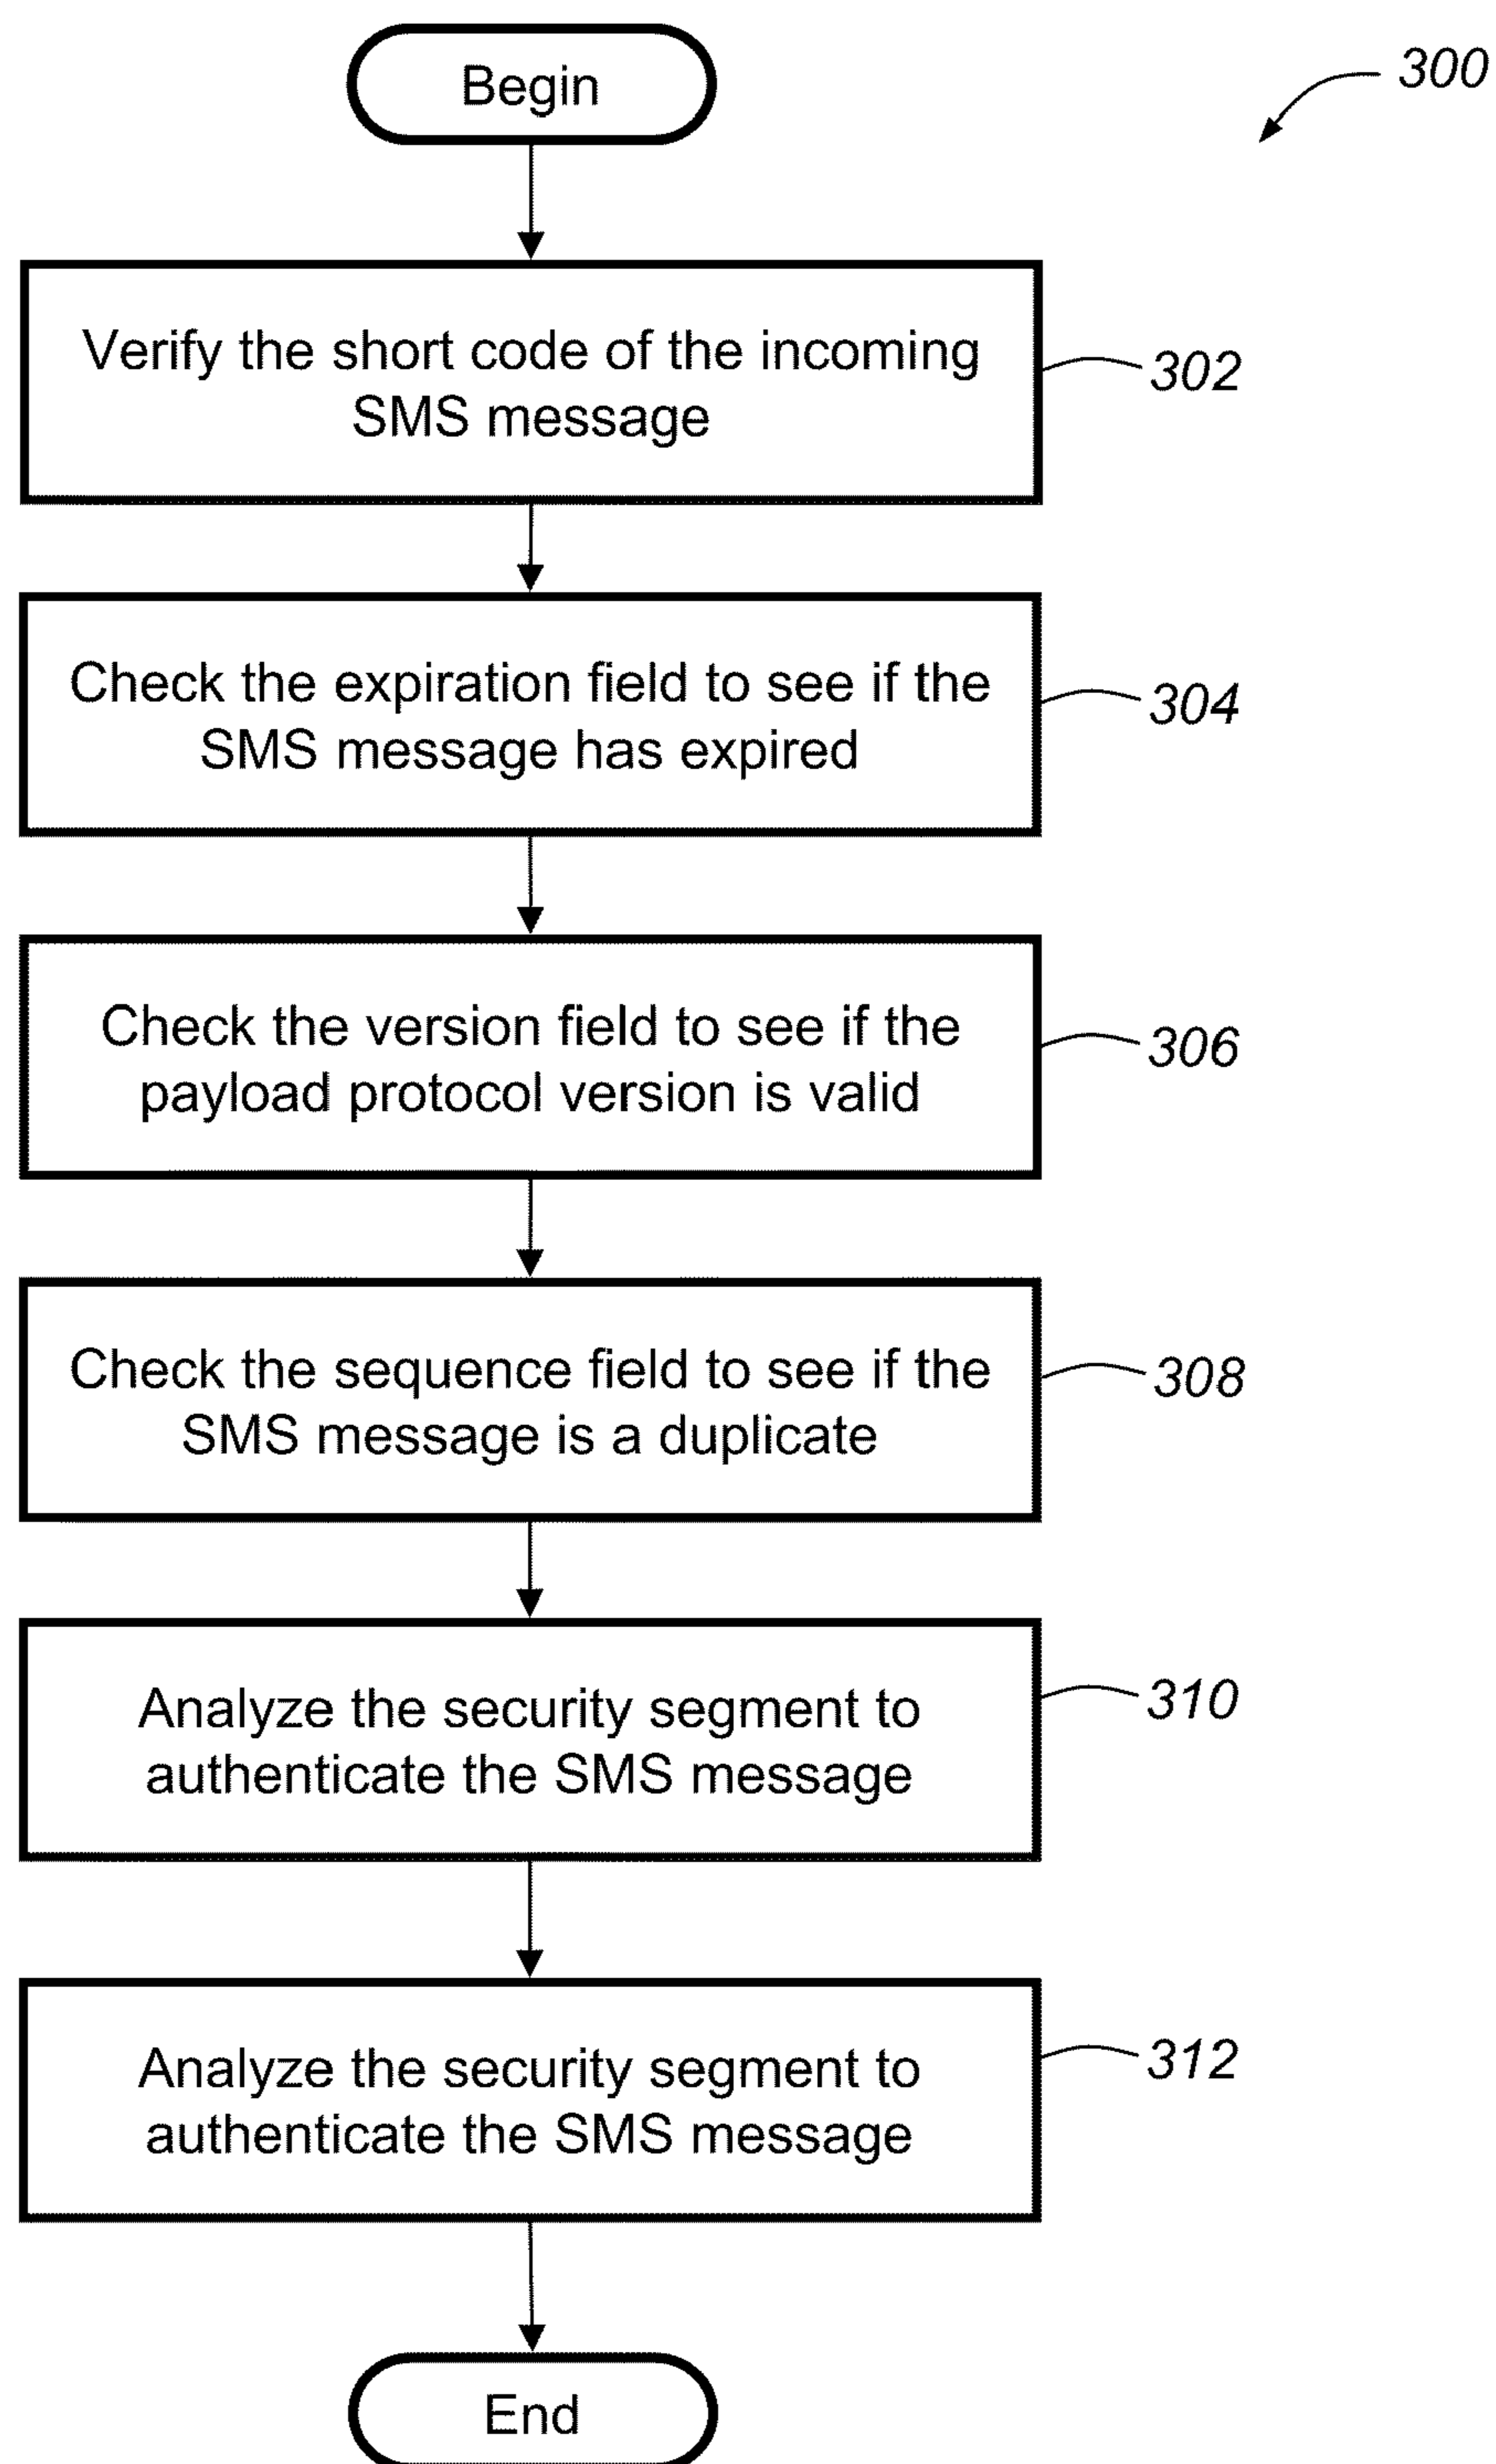 Begin
300
Verify the short code of the incoming
SMS message
302
Check the expiration field to see if the
SMS message has expired
304
Check the version field to see if the
payload protocol version is valid
306
Check the sequence field to see if the
SMS message is a duplicate
308
Analyze the security segment to
authenticate the SMS message
310
Analyze the security segment to
authenticate the SMS message
312
End